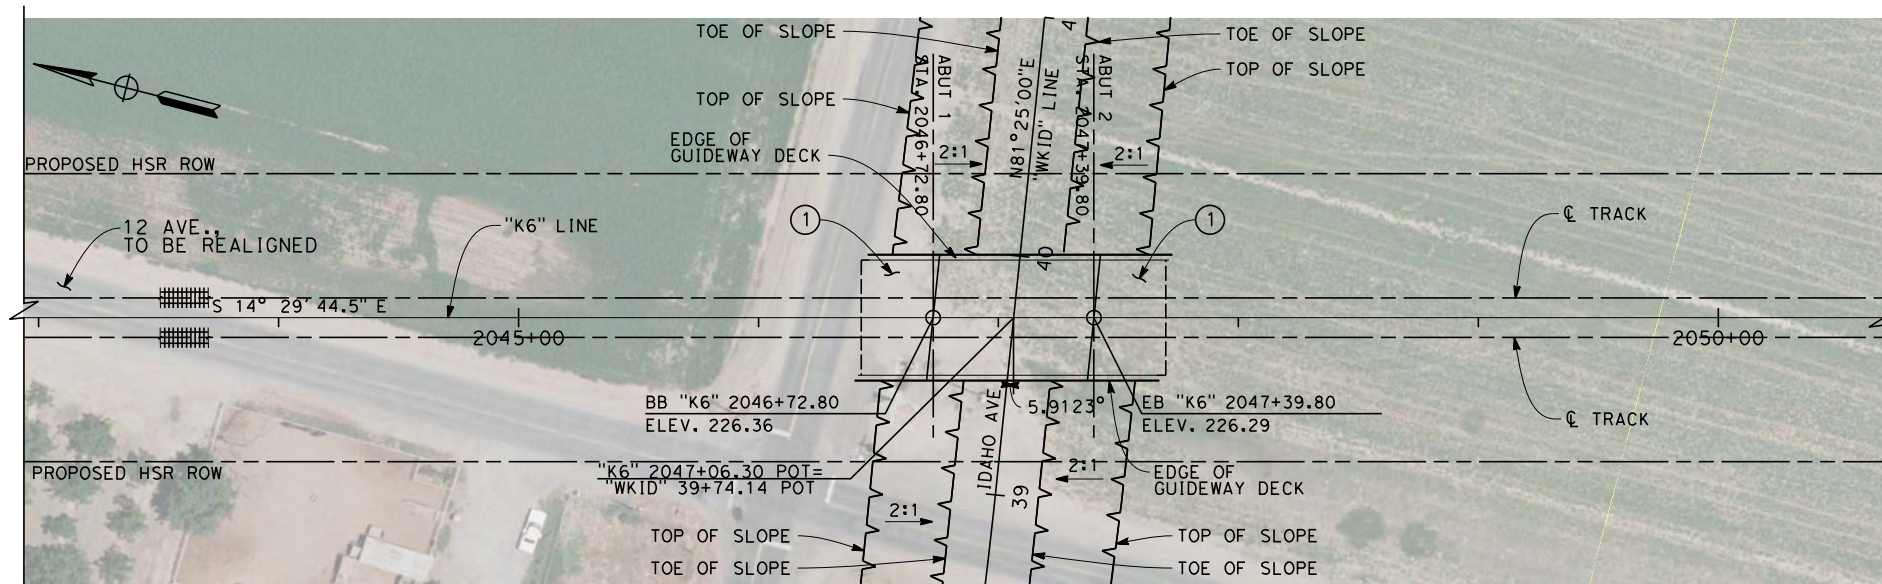 TOE OF SLOPE
TOP OF SLOPE
EDGE OF
GUIDEWAY DECK
ABUT 1
STA. 2046+72.80
2:1
N81°25'00"E
"WKID" LINE
4
ABUT 2
STA. 2047+39.80
2:1
TOE OF SLOPE
TOP OF SLOPE
PROPOSED HSR ROW
12 AVE.,
TO BE REALIGNED
"K6" LINE
1
40
1
℄ TRACK
S 14° 29' 44.5" E
2045+00
2050+00
BB "K6" 2046+72.80
ELEV. 226.36
5.9123°
EB "K6" 2047+39.80
ELEV. 226.29
℄ TRACK
PROPOSED HSR ROW
"K6" 2047+06.30 POT=
"WKID" 39+74.14 POT
IDAHO AVE
39
2:1
EDGE OF
GUIDEWAY DECK
2:1
TOP OF SLOPE
TOE OF SLOPE
TOP OF SLOPE
TOE OF SLOPE